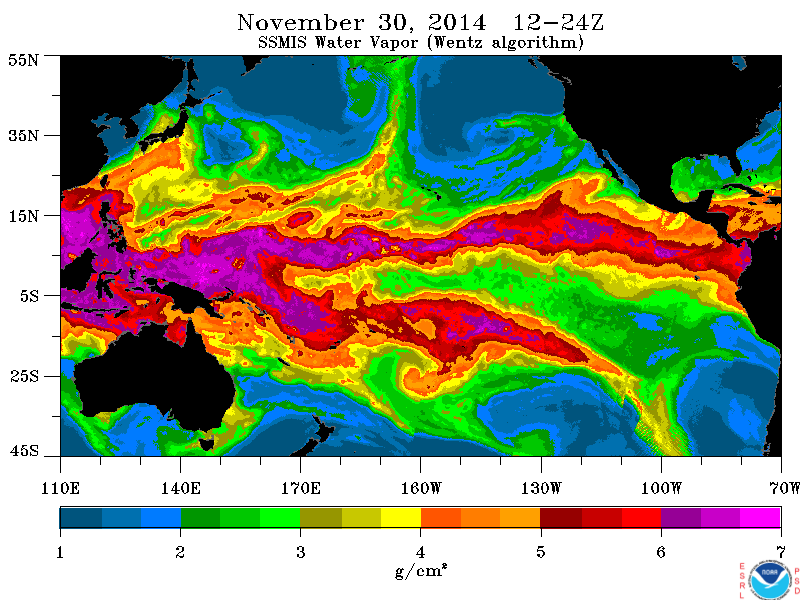 November 30, 2014 12-24Z
SSMIS Water Vapor (Wentz algorithm)
55N
35N
15N
5S
25S
45S
110E 140E 170E 160W 130W 100W 70W
1 2 3 4 5 6 7
g/cm²
ESRL NOAA PSD